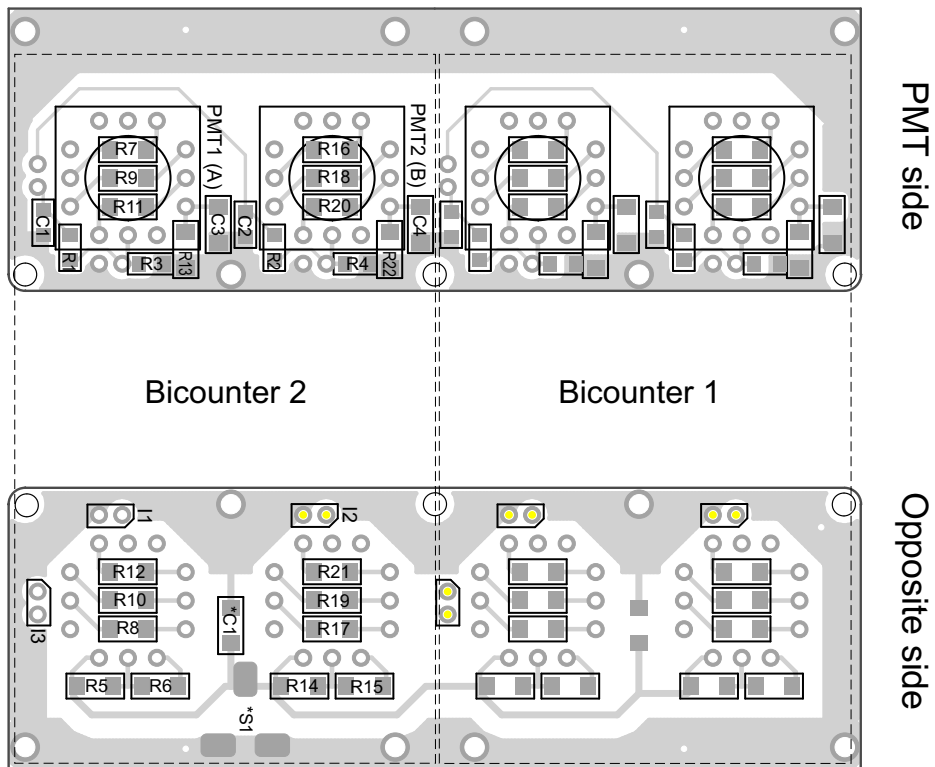 PMT side
PMT1 (A)
PMT2 (B)
R7
R16
R9
R18
R11
R20
C1
C3
C2
C4
R1
R3
R13
R2
R4
R22
Bicounter 2
Bicounter 1
Opposite side
I1
I2
I3
R12
R21
R10
R19
*C1
R8
R17
R5
R6
R14
R15
*S1